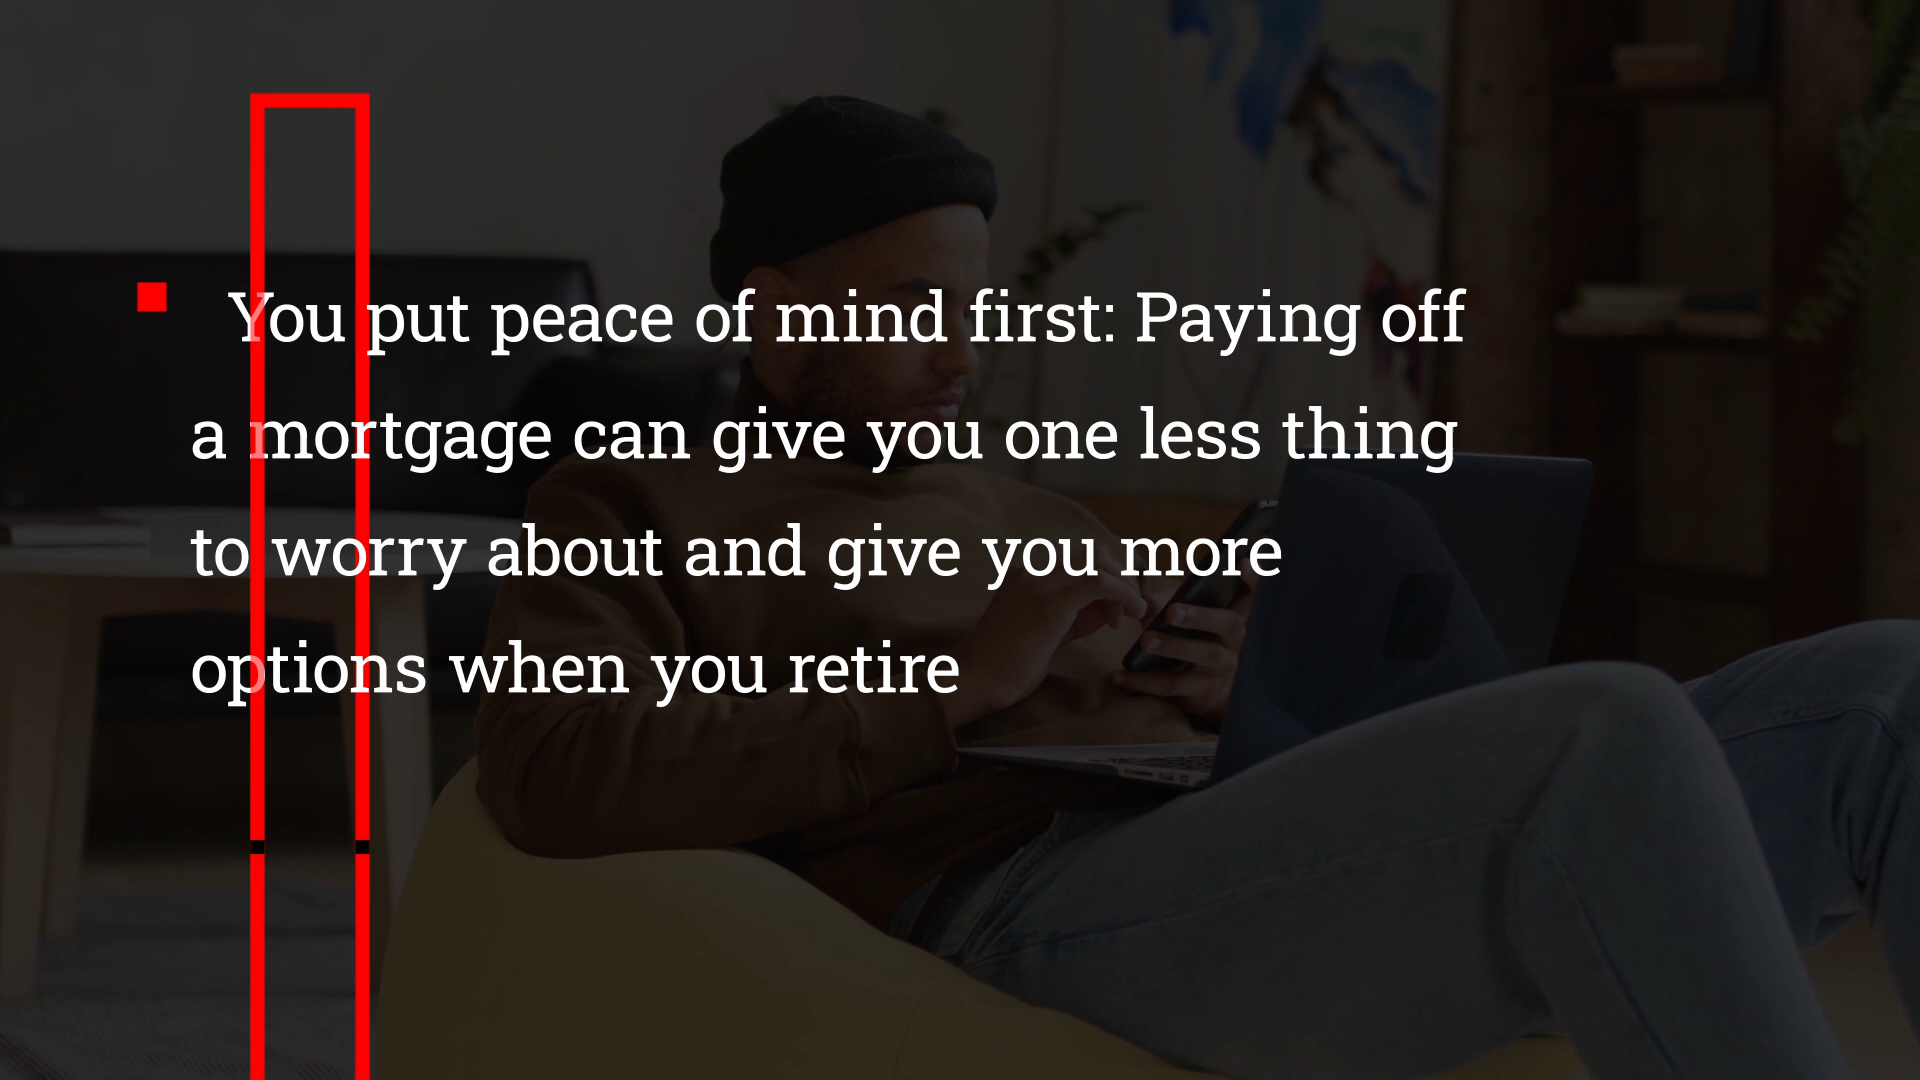 You put peace of mind first: Paying off
a mortgage can give you one less thing
to worry about and give you more
options when you retire